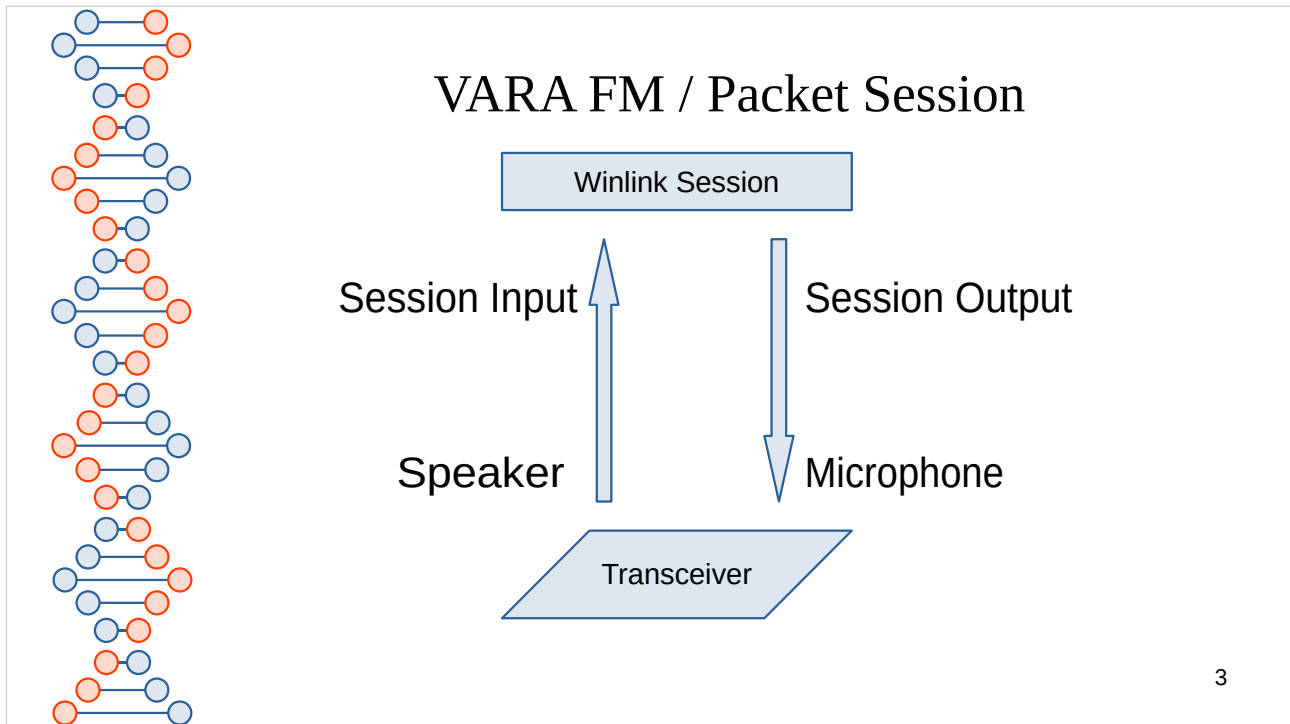 VARA FM / Packet Session
Winlink Session
Session Input
Session Output
Speaker
Microphone
Transceiver
3